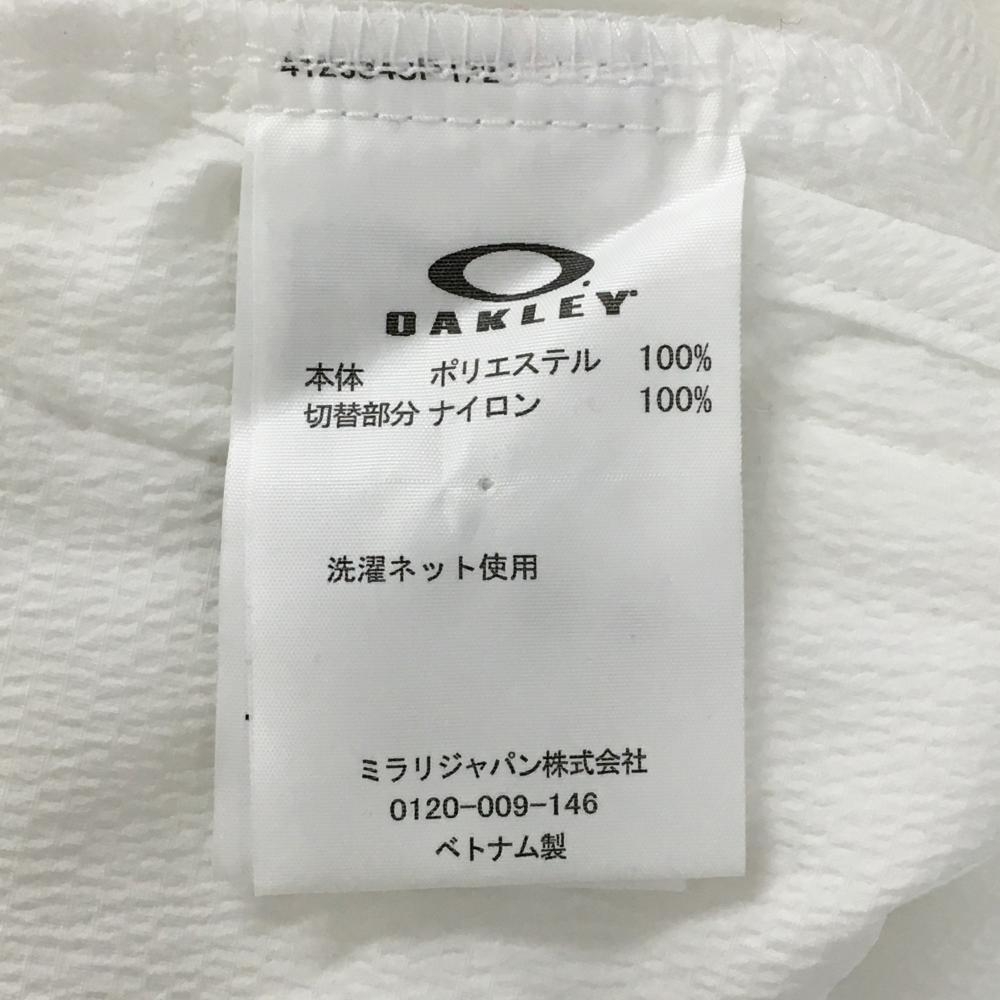 OAKLEY
本体 ポリエステル 100%
切替部分 ナイロン 100%
洗濯ネット使用
ミラリジャパン株式会社
0120-009-146
ベトナム製